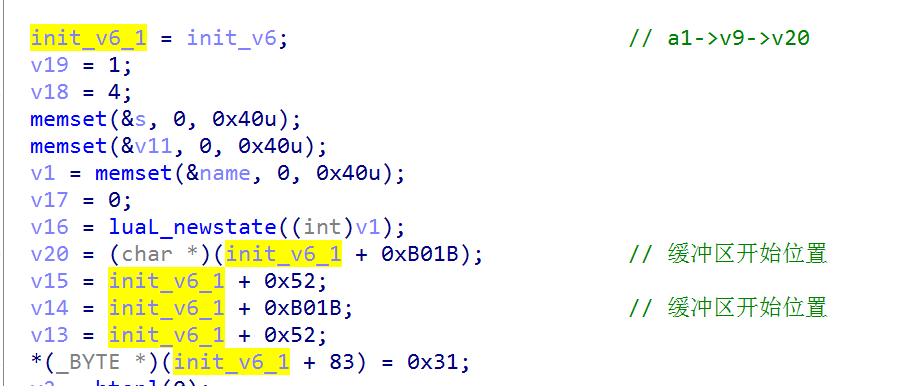 init_v6_1 = init_v6; // a1->v9->v20
v19 = 1;
v18 = 4;
memset(&s, 0, 0x40u);
memset(&v11, 0, 0x40u);
v1 = memset(&name, 0, 0x40u);
v17 = 0;
v16 = luaL_newstate((int)v1);
v20 = (char *)(init_v6_1 + 0xB01B); // 缓冲区开始位置
v15 = init_v6_1 + 0x52;
v14 = init_v6_1 + 0xB01B; // 缓冲区开始位置
v13 = init_v6_1 + 0x52;
*(_BYTE *)(init_v6_1 + 83) = 0x31;